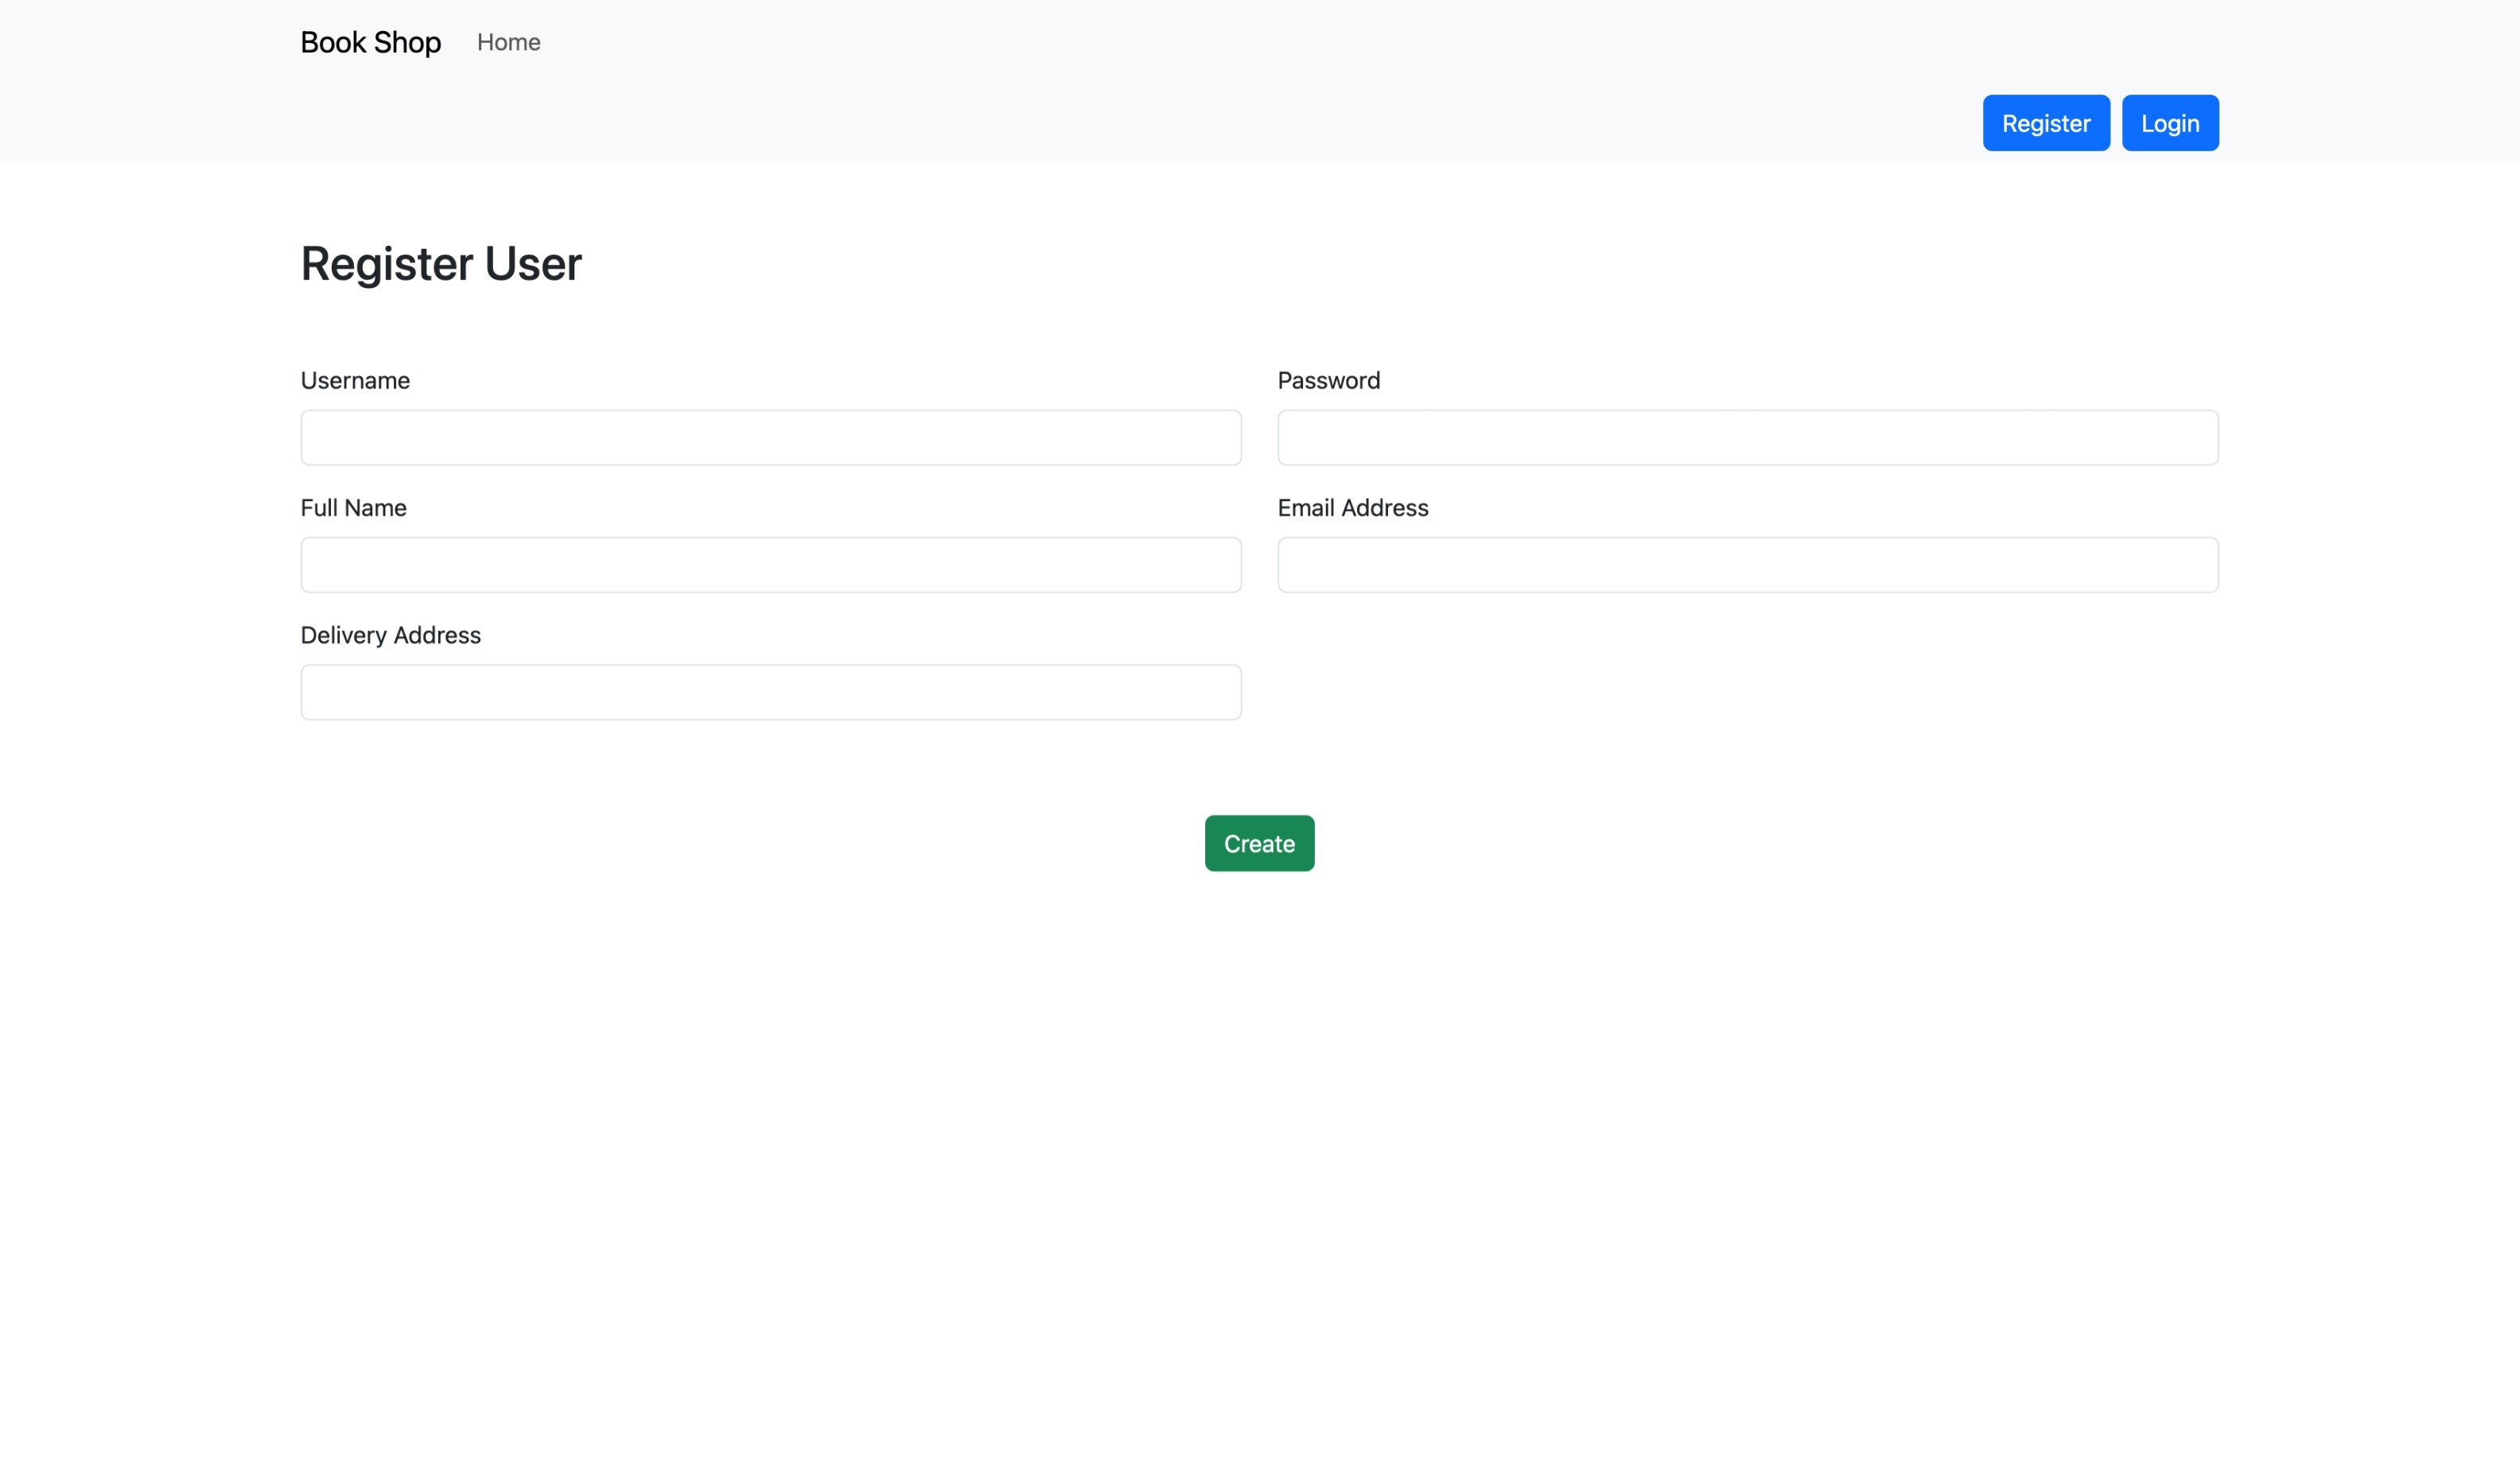 Book Shop Home
Register Login
Register User
Username Password
Full Name Email Address
Delivery Address
Create